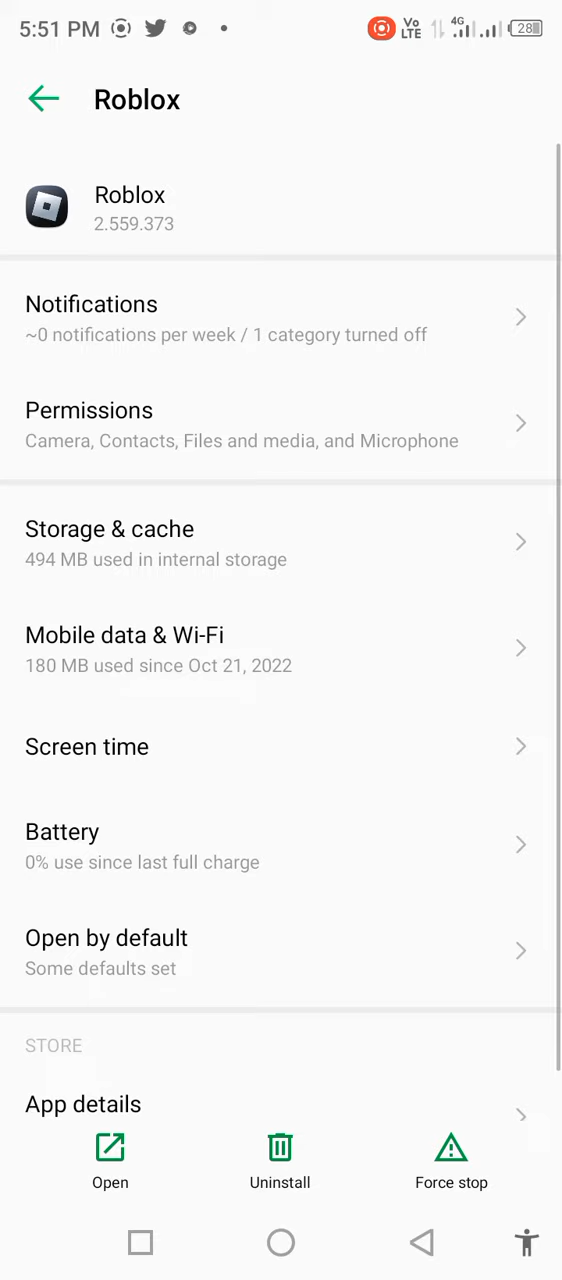 5:51 PM
Vo
LTE
4G
28
Roblox
Roblox
2.559.373
Notifications
~0 notifications per week / 1 category turned off
Permissions
Camera, Contacts, Files and media, and Microphone
Storage & cache
494 MB used in internal storage
Mobile data & Wi-Fi
180 MB used since Oct 21, 2022
Screen time
Battery
0% use since last full charge
Open by default
Some defaults set
STORE
App details
Open
Uninstall
Force stop